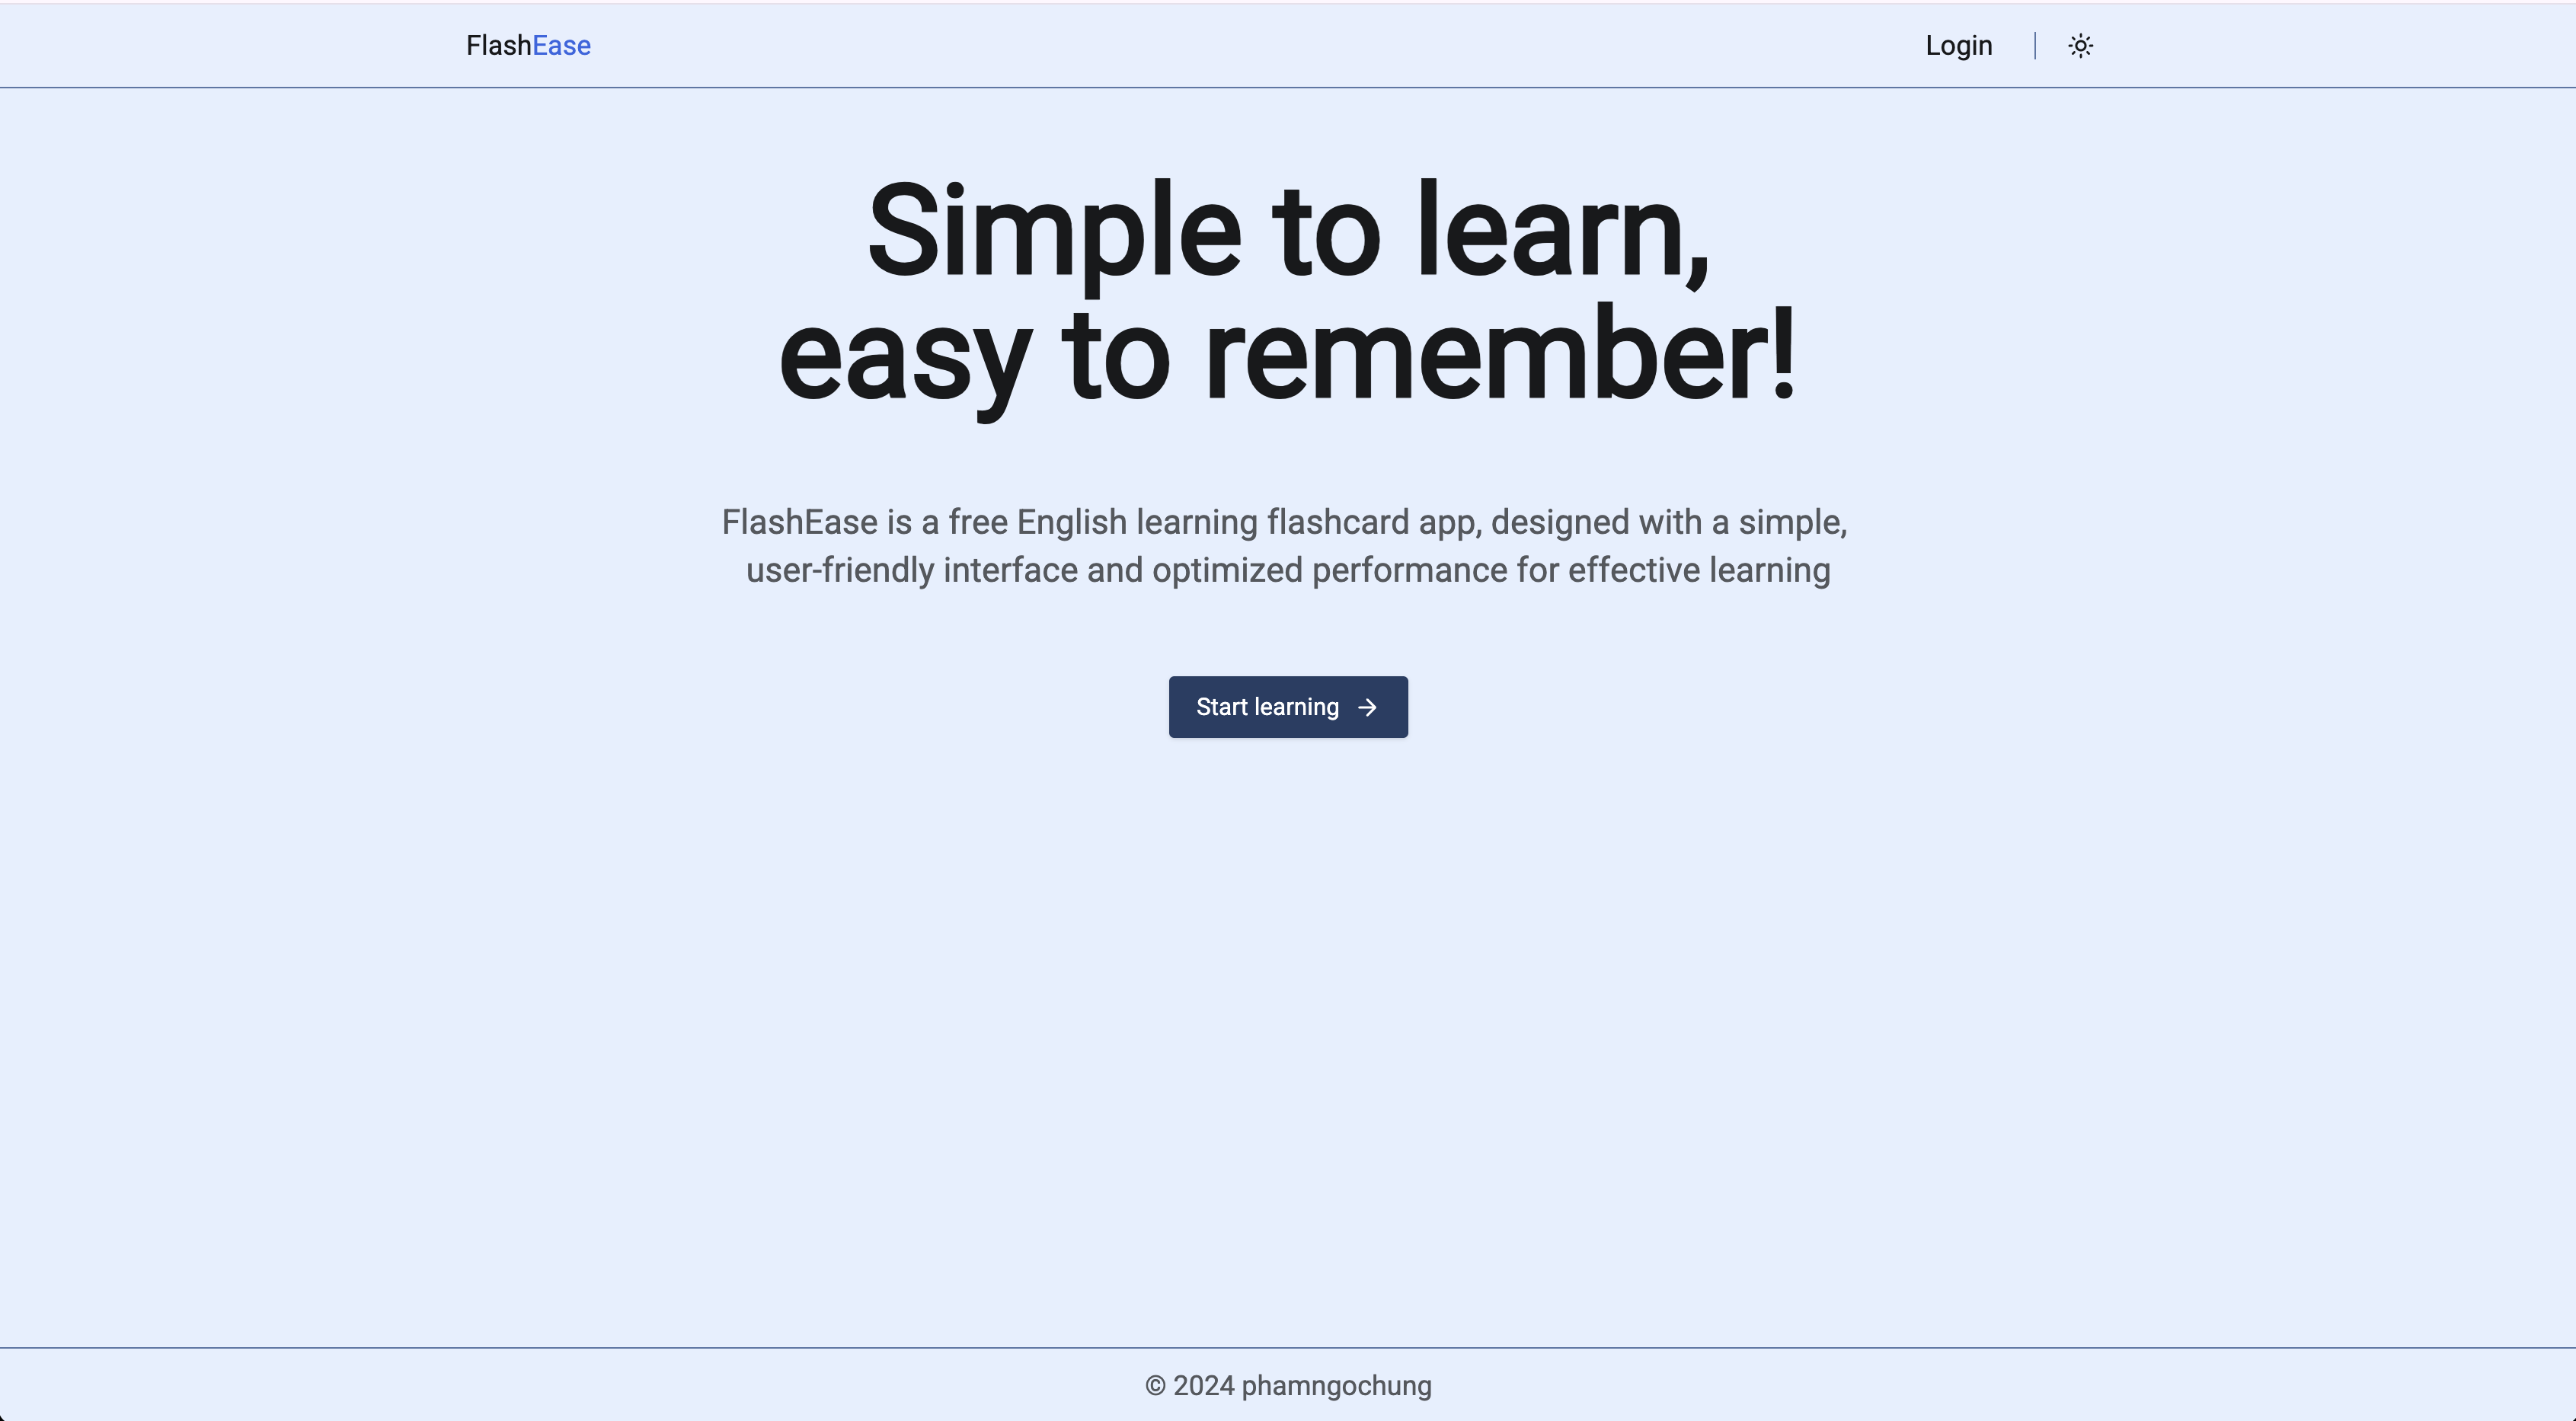 FlashEase
Login
Simple to learn,
easy to remember!
FlashEase is a free English learning flashcard app, designed with a simple,
user-friendly interface and optimized performance for effective learning
Start learning
© 2024 phamngochung